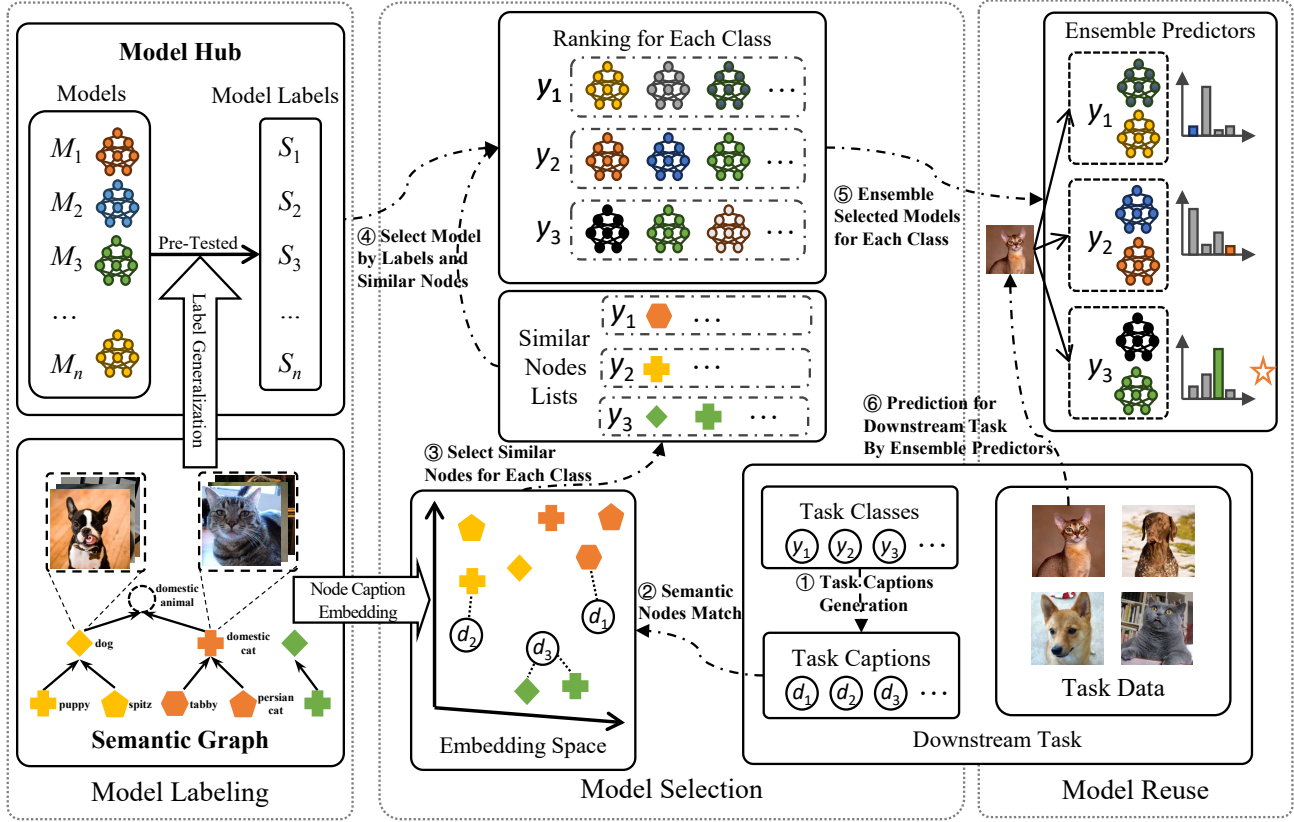 Model Hub
Models
Model Labels
M1
S1
M2
S2
Pre-Tested
M3
S3
...
...
Mn
Sn
Label Generalization
domestic
animal
dog
domestic
cat
puppy
spitz
tabby
persian
cat
Semantic Graph
Model Labeling
Ranking for Each Class
y1
...
y2
...
y3
...
④ Select Model
by Labels and
Similar Nodes
Similar
Nodes
Lists
y1
...
y2
...
y3
...
③ Select Similar
Nodes for Each Class
Node Caption
Embedding
d1
d2
d3
Embedding Space
② Semantic
Nodes Match
Task Classes
y1 y2 y3 ...
① Task Captions
Generation
Task Captions
d1 d2 d3 ...
Downstream Task
Task Data
Model Selection
⑤ Ensemble
Selected Models
for Each Class
Ensemble Predictors
y1
y2
y3
⑥ Prediction for
Downstream Task
By Ensemble Predictors
Model Reuse